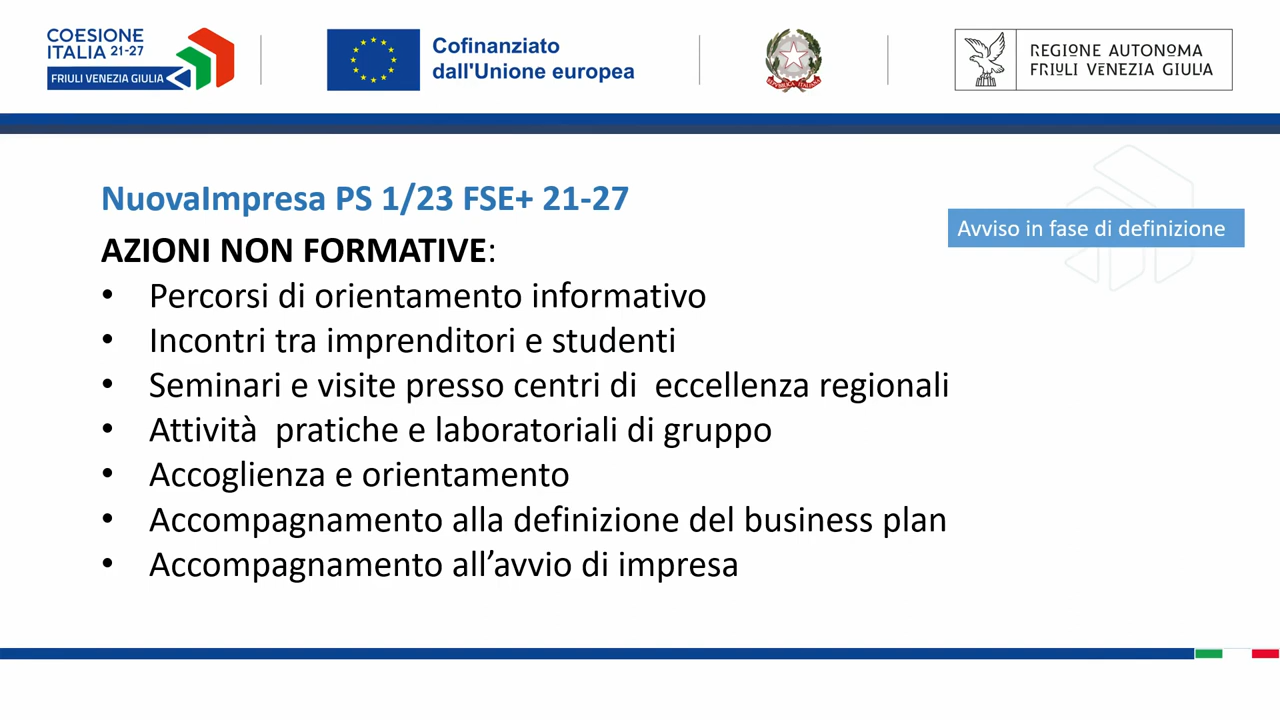 COESIONE
ITALIA 21-27
FRIULI VENEZIA GIULIA
Cofinanziato
dall'Unione europea
REGIONE AUTONOMA
FRIULI VENEZIA GIULIA
NuovaImpresa PS 1/23 FSE+ 21-27
Avviso in fase di definizione
AZIONI NON FORMATIVE:
• Percorsi di orientamento informativo
• Incontri tra imprenditori e studenti
• Seminari e visite presso centri di  eccellenza regionali
• Attività  pratiche e laboratoriali di gruppo
• Accoglienza e orientamento
• Accompagnamento alla definizione del business plan
• Accompagnamento all’avvio di impresa